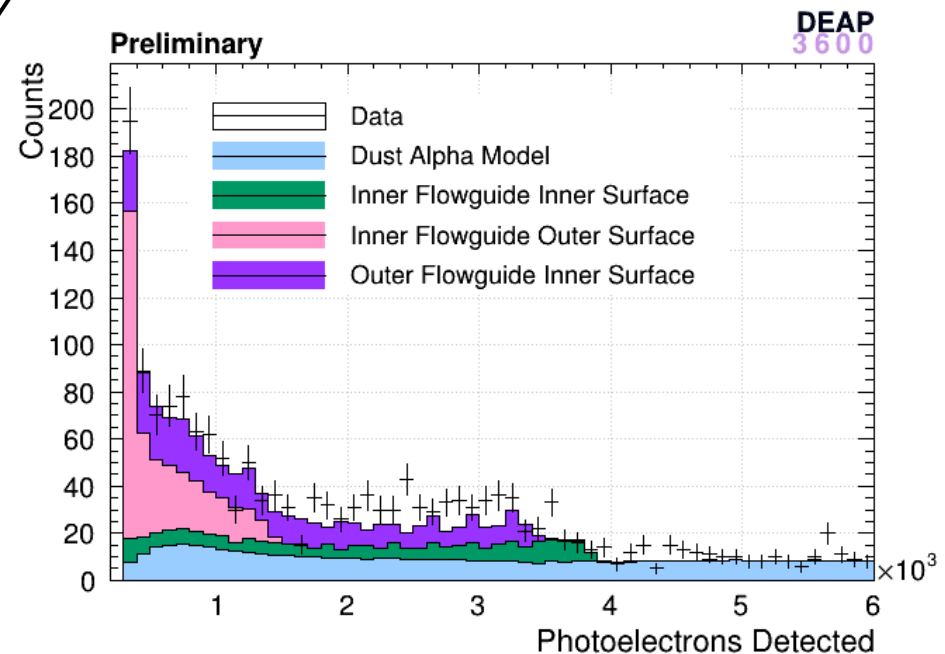 DEAP
Preliminary
3600
Counts
200
180
160
140
120
100
80
60
40
20
0
Data
Dust Alpha Model
Inner Flowguide Inner Surface
Inner Flowguide Outer Surface
Outer Flowguide Inner Surface
1 2 3 4 5 6
×10³
Photoelectrons Detected